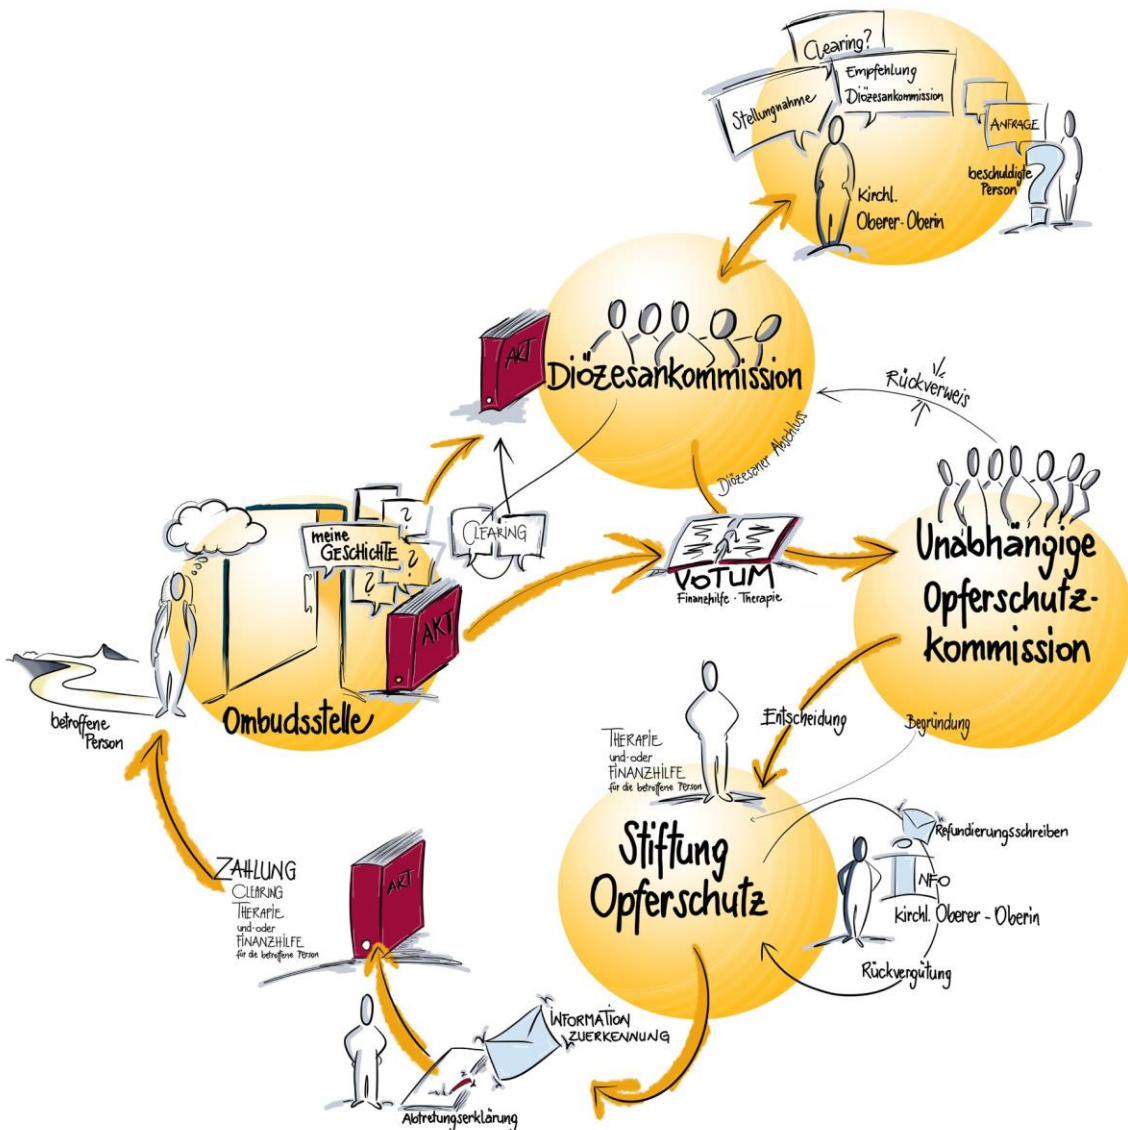 Clearing?
Empfehlung
Diözesankommission
Stellungnahme
ANFRAGE
beschuldigte
Person
?
Kirchl.
Oberer-Oberin
AKT
Diözesankommission
Rückverweis
Diözesaner Abschluss
CLEARING
meine
GESCHICHTE
?
?
?
?
AKT
Ombudsstelle
betroffene
Person
VOTUM
Finanzhilfe · Therapie
Unabhängige
Opferschutz-
kommission
Entscheidung
Begründung
THERAPIE
und-oder
FINANZHILFE
für die betroffene Person
Stiftung
Opferschutz
Refundierungsschreiben
INFO
Kirchl. Oberer-Oberin
Rückvergütung
INFORMATION
ZUERKENNUNG
Abtretungserklärung
AKT
ZAHLUNG
CLEARING
THERAPIE
und-oder
FINANZHILFE
für die betroffene Person